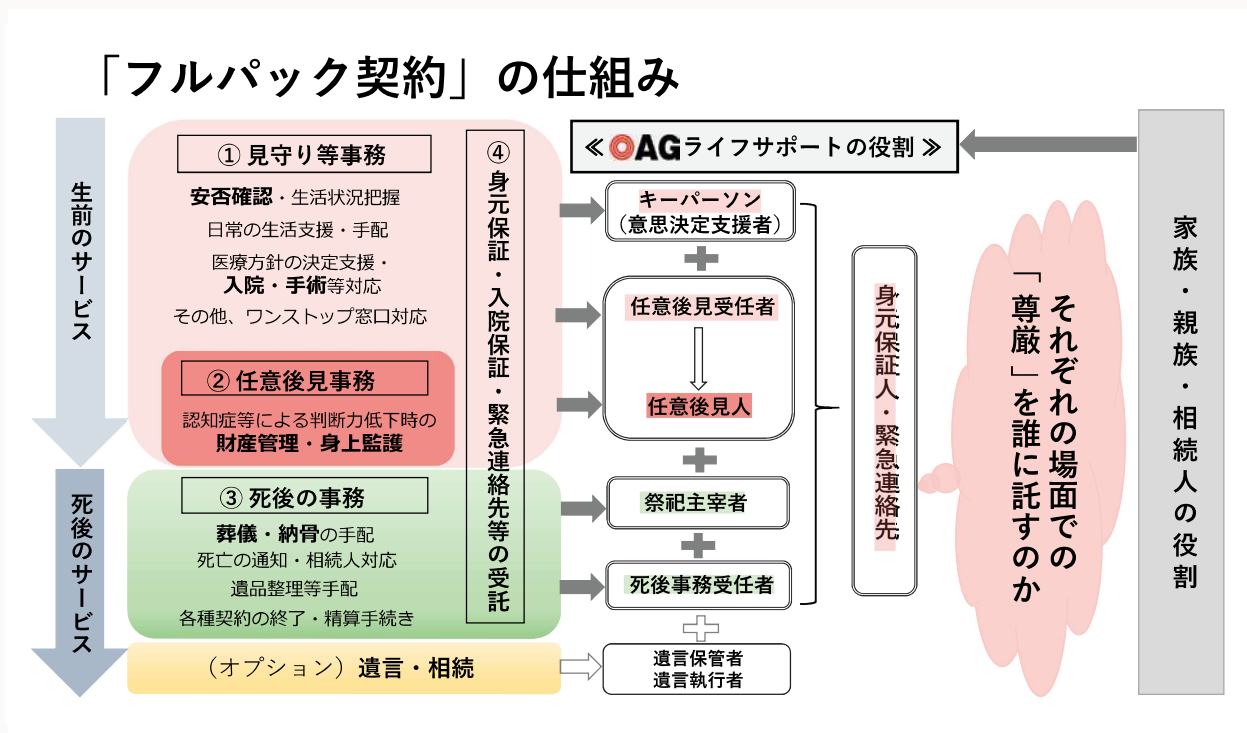 「フルパック契約」の仕組み
生前のサービス
死後のサービス
① 見守り等事務
安否確認・生活状況把握
日常の生活支援・手配
医療方針の決定支援・
入院・手術等対応
その他、ワンストップ窓口対応
② 任意後見事務
認知症等による判断力低下時の
財産管理・身上監護
③ 死後の事務
葬儀・納骨の手配
死亡の通知・相続人対応
遺品整理等手配
各種契約の終了・精算手続き
(オプション)遺言・相続
④身元保証・入院保証・緊急連絡先等の受託
≪ OAGライフサポートの役割 ≫
キーパーソン
(意思決定支援者)
任意後見受任者
任意後見人
祭祀主宰者
死後事務受任者
遺言保管者
遺言執行者
身元保証人・緊急連絡先
それぞれの場面での
「尊厳」を誰に託すのか
家族・親族・相続人の役割